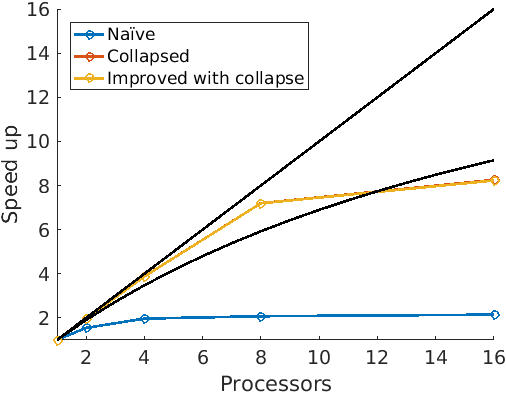 16
14
12
10
8
6
4
2
Speed up
Naïve
Collapsed
Improved with collapse
2 4 6 8 10 12 14 16
Processors